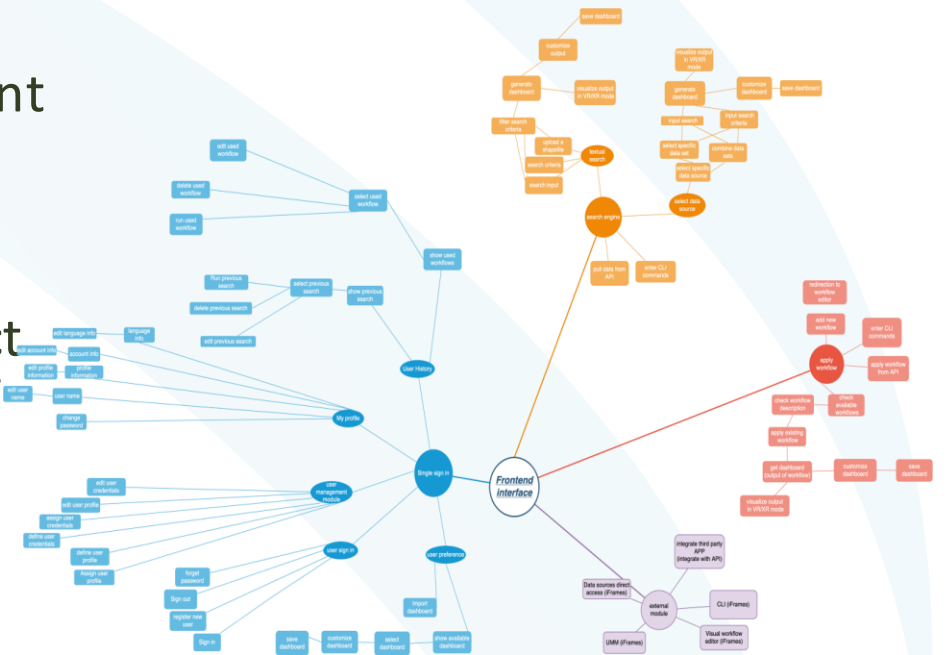 nt
ct
save dashboard
customize
output
generate
dashboard
visualize output
in VR/XR mode
filter search
criteria
upload a
shapefile
search criteria
search input
textual
search
visualize output
in VR/XR
mode
generate
dashboard
customize
dashboard
save dashboard
input search
input search
criteria
select specific
data set
combine data
sets
select specific
data source
select data
source
search engine
pull data from
API
enter CLI
commands
edit used
workflow
delete used
workflow
run used
workflow
select used
workflow
show used
workflows
Run previous
search
delete previous search
edit previous search
select previous
search
show previous
search
User History
edit language info
language
info
edit account info
account info
edit profile
information
profile
information
edit user
name
user name
change
password
My profile
Single sign in
Frontend
interface
edit user
credentials
edit user profile
assign user
credentials
define user
credentials
define user
profile
Assign user
profile
user
management
module
user sign in
forget
password
Sign out
register new
user
Sign in
user preference
import
dashboard
save
dashboard
customize
dashboard
select
dashboard
show available
dashboard
redirection to
workflow
editor
add new
workflow
enter CLI
commands
apply
workflow
apply workflow
from API
check workflow
description
check
available
workflows
apply existing
workflow
get dashboard
(output of workflow)
customize
dashboard
save
dashboard
visualize output
in VR/XR mode
integrate third party
APP
(integrate with API)
Data sources direct
access (iFrames)
external
module
CLI (iFrames)
UMM (iFrames)
Visual workflow
editor (iFrames)